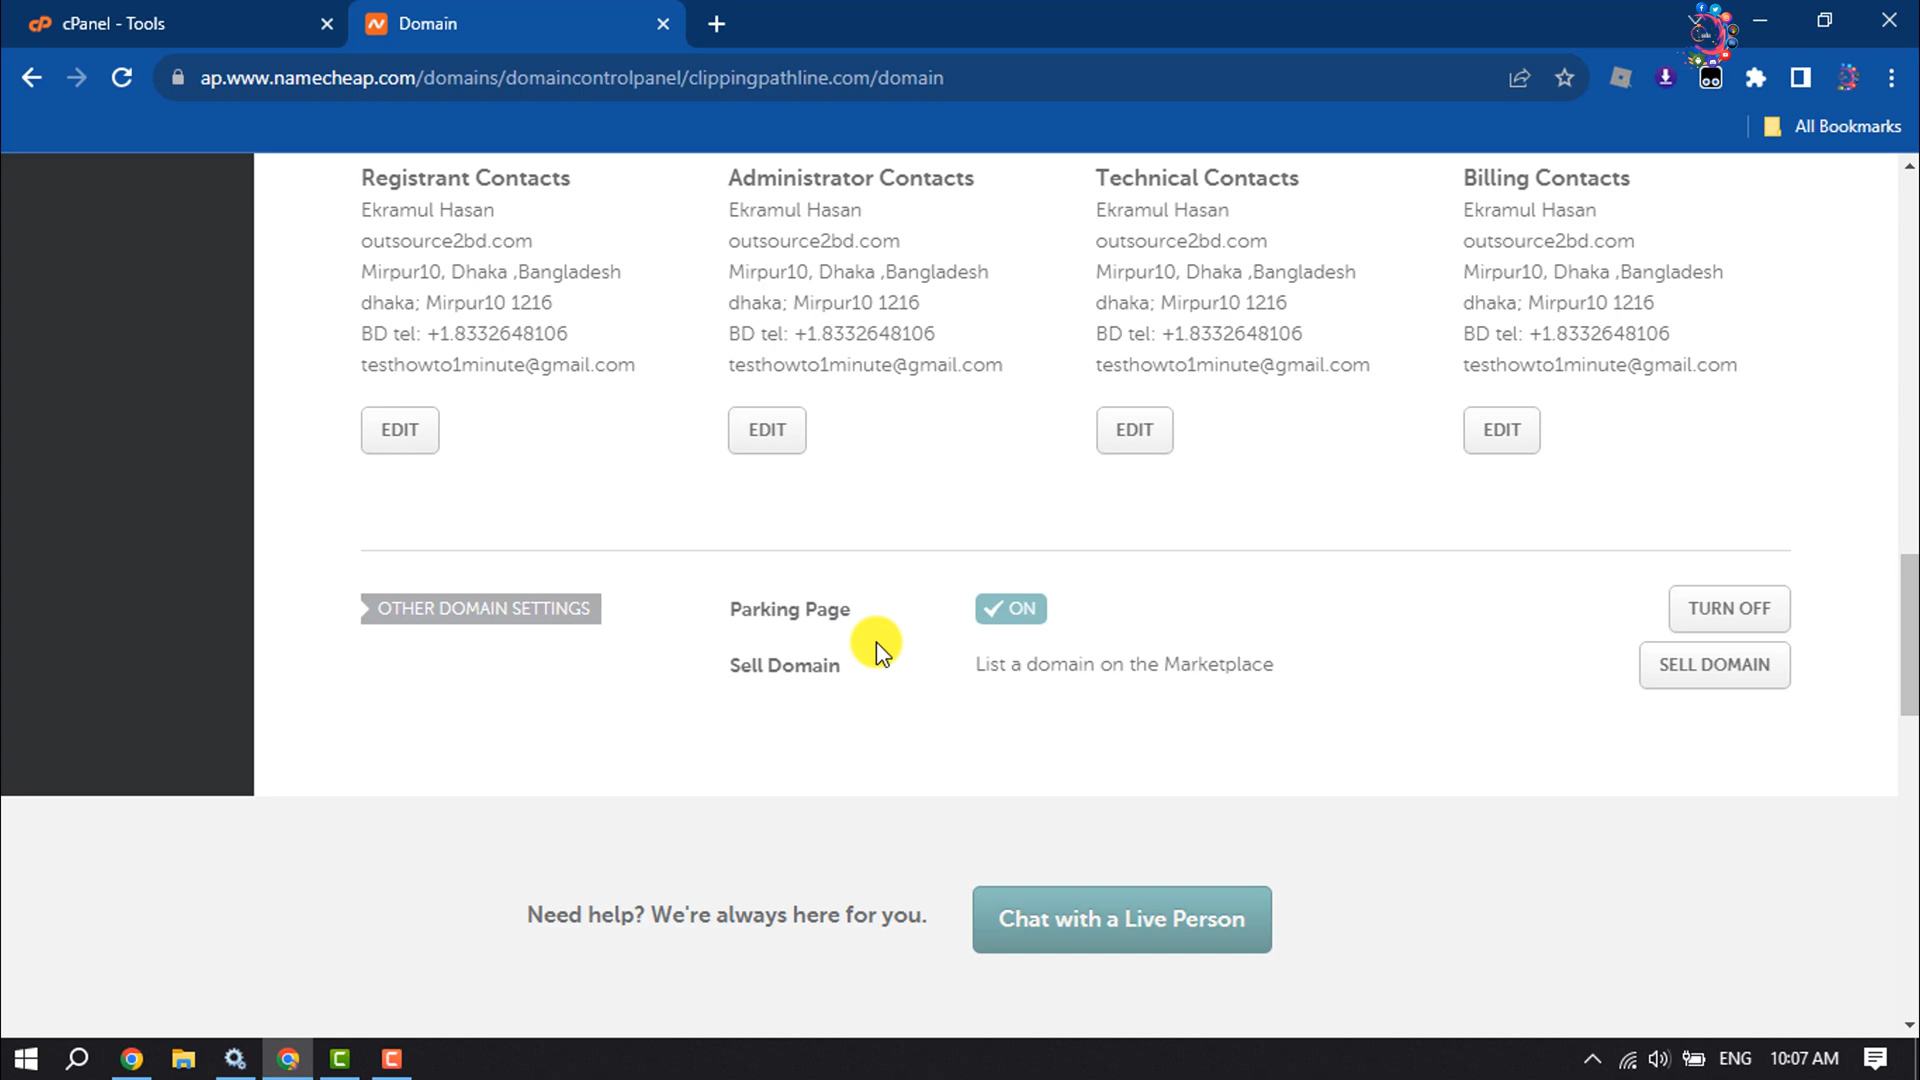 cPanel - Tools
Domain
ap.www.namecheap.com/domains/domaincontrolpanel/clippingpathline.com/domain
All Bookmarks
Registrant Contacts
Ekramul Hasan
outsource2bd.com
Mirpur10, Dhaka ,Bangladesh
dhaka; Mirpur10 1216
BD tel: +1.8332648106
testhowto1minute@gmail.com
EDIT
Administrator Contacts
Ekramul Hasan
outsource2bd.com
Mirpur10, Dhaka ,Bangladesh
dhaka; Mirpur10 1216
BD tel: +1.8332648106
testhowto1minute@gmail.com
EDIT
Technical Contacts
Ekramul Hasan
outsource2bd.com
Mirpur10, Dhaka ,Bangladesh
dhaka; Mirpur10 1216
BD tel: +1.8332648106
testhowto1minute@gmail.com
EDIT
Billing Contacts
Ekramul Hasan
outsource2bd.com
Mirpur10, Dhaka ,Bangladesh
dhaka; Mirpur10 1216
BD tel: +1.8332648106
testhowto1minute@gmail.com
EDIT
OTHER DOMAIN SETTINGS
Parking Page
ON
TURN OFF
Sell Domain
List a domain on the Marketplace
SELL DOMAIN
Need help? We're always here for you.
Chat with a Live Person
ENG
10:07 AM